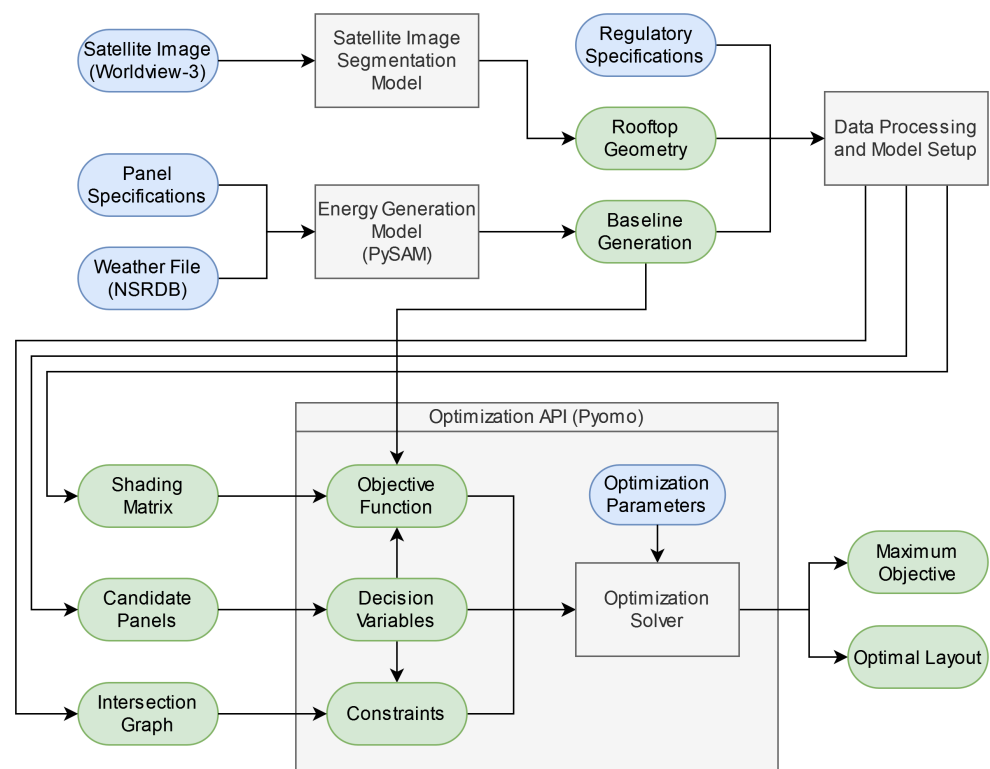 Satellite Image
(Worldview-3)
Satellite Image
Segmentation
Model
Regulatory
Specifications
Rooftop
Geometry
Data Processing
and Model Setup
Panel
Specifications
Energy Generation
Model
(PySAM)
Baseline
Generation
Weather File
(NSRDB)
Optimization API (Pyomo)
Shading
Matrix
Objective
Function
Optimization
Parameters
Maximum
Objective
Candidate
Panels
Decision
Variables
Optimization
Solver
Optimal Layout
Intersection
Graph
Constraints